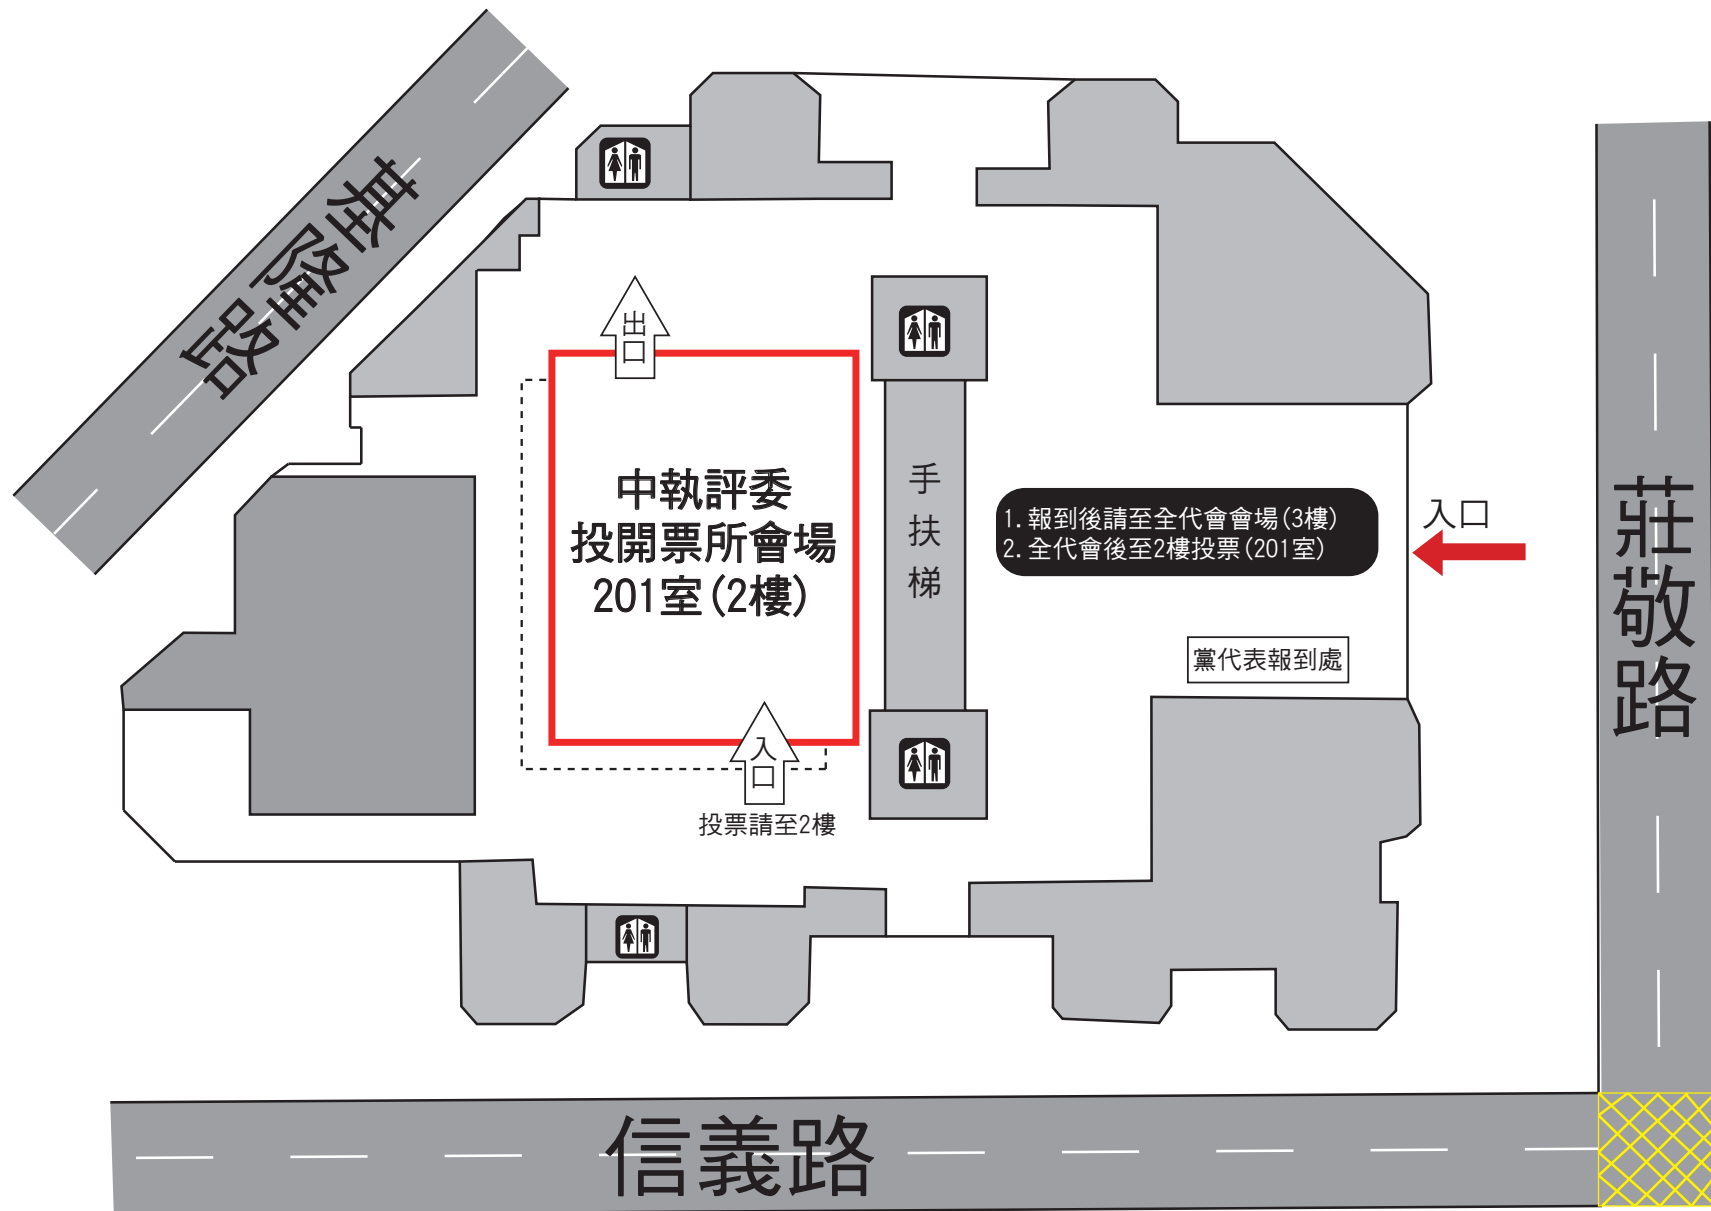 基隆路
出口
中執評委
投開票所會場
201室(2樓)
手扶梯
1. 報到後請至全代會會場(3樓)
2. 全代會後至2樓投票(201室)
入口
莊敬路
黨代表報到處
入口
投票請至2樓
信義路